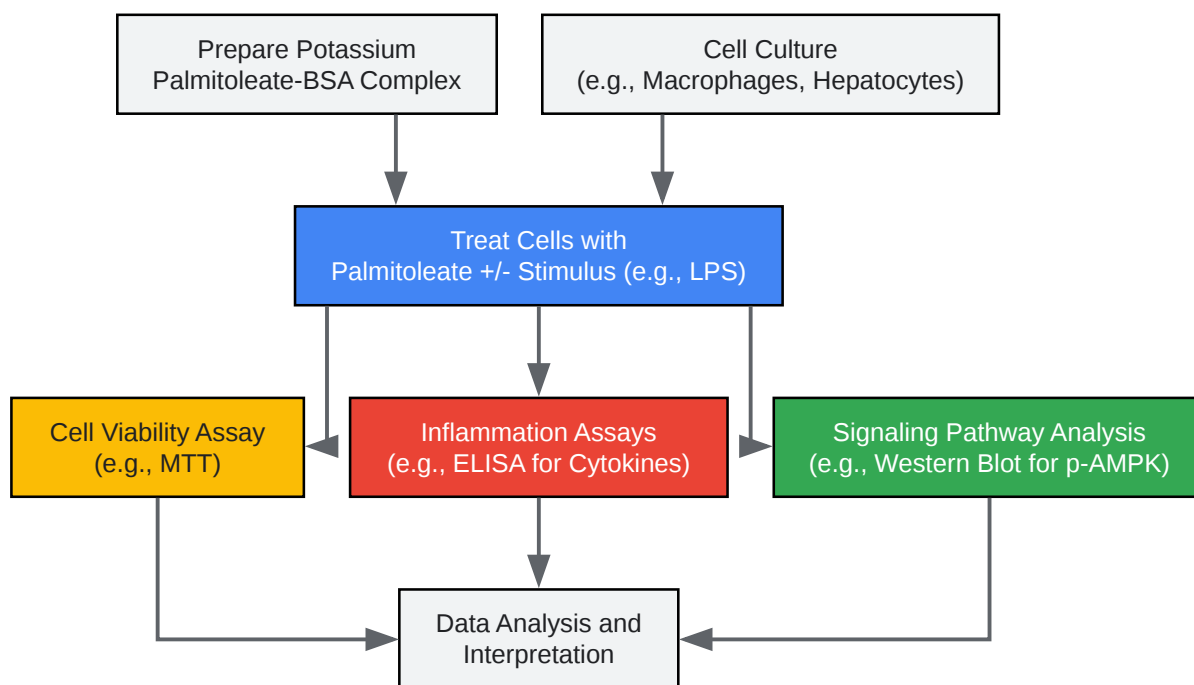 Prepare Potassium
Palmitoleate-BSA Complex
Cell Culture
(e.g., Macrophages, Hepatocytes)
Treat Cells with
Palmitoleate +/- Stimulus (e.g., LPS)
Cell Viability Assay
(e.g., MTT)
Inflammation Assays
(e.g., ELISA for Cytokines)
Signaling Pathway Analysis
(e.g., Western Blot for p-AMPK)
Data Analysis and
Interpretation